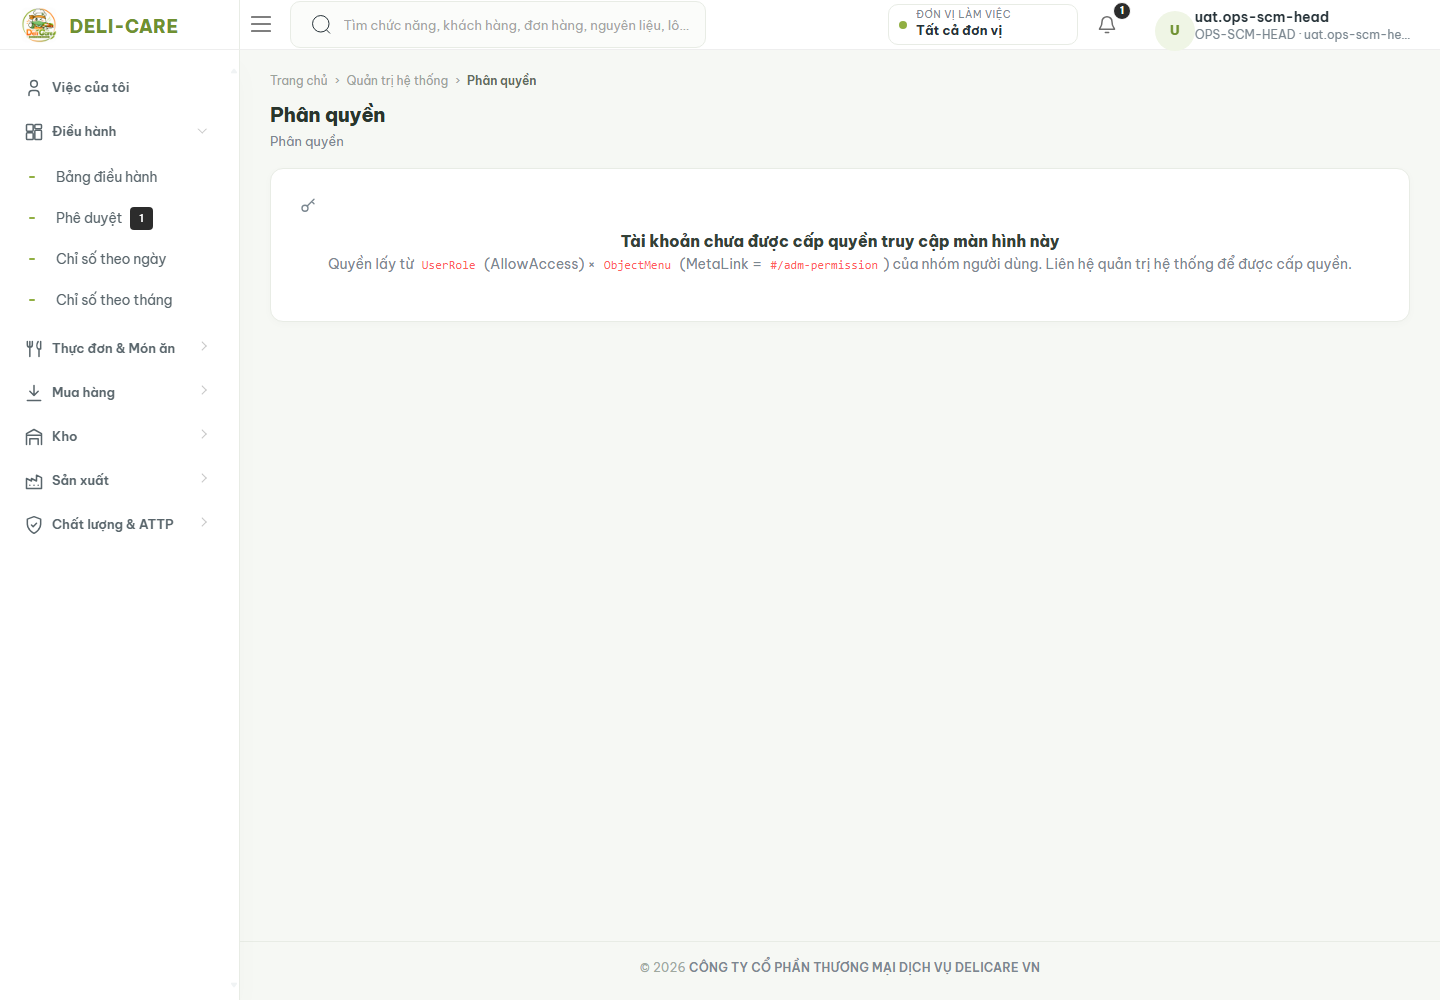 DELI-CARE
Tìm chức năng, khách hàng, đơn hàng, nguyên liệu, lô...
ĐƠN VỊ LÀM VIỆC
Tất cả đơn vị
1
U
uat.ops-scm-head
OPS-SCM-HEAD · uat.ops-scm-he...
Việc của tôi
Điều hành
Bảng điều hành
Phê duyệt 1
Chỉ số theo ngày
Chỉ số theo tháng
Thực đơn & Món ăn
Mua hàng
Kho
Sản xuất
Chất lượng & ATTP
Trang chủ › Quản trị hệ thống › Phân quyền
Phân quyền
Phân quyền
Tài khoản chưa được cấp quyền truy cập màn hình này
Quyền lấy từ UserRole (AllowAccess) × ObjectMenu (MetaLink = #/adm-permission ) của nhóm người dùng. Liên hệ quản trị hệ thống để được cấp quyền.
© 2026 CÔNG TY CỔ PHẦN THƯƠNG MẠI DỊCH VỤ DELICARE VN